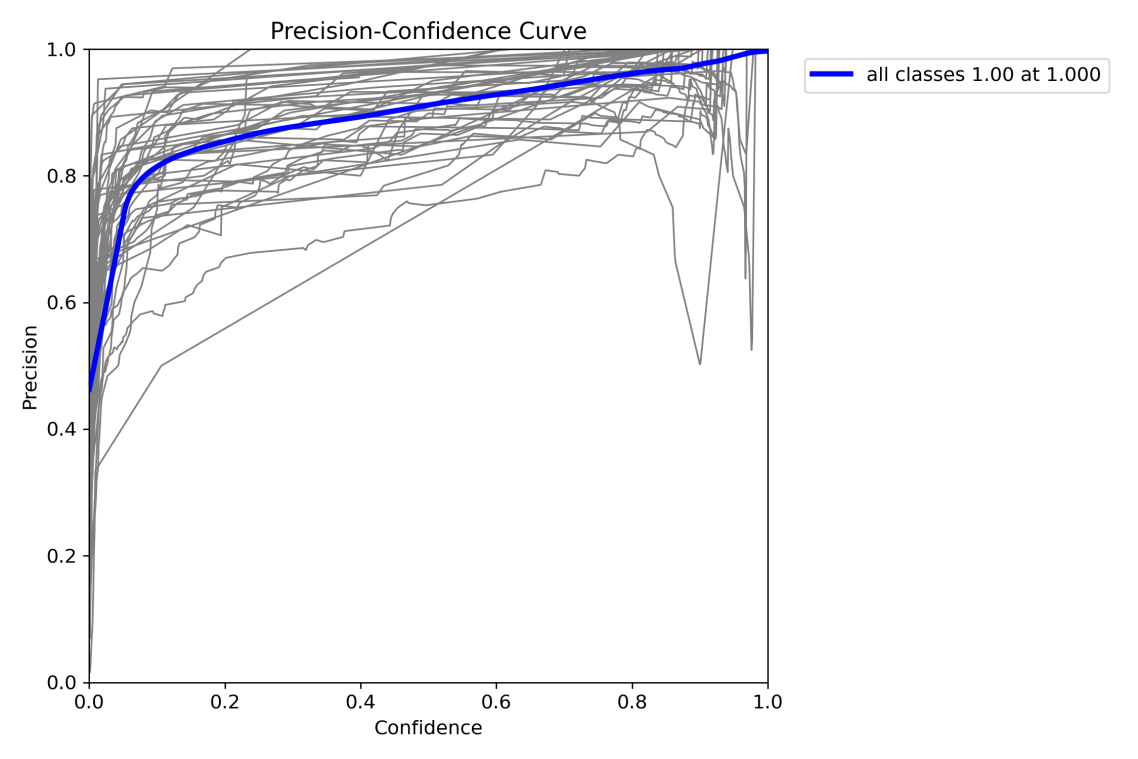 Precision-Confidence Curve
1.0
0.8
0.6
0.4
0.2
0.0
Precision
0.0 0.2 0.4 0.6 0.8 1.0
Confidence
all classes 1.00 at 1.000